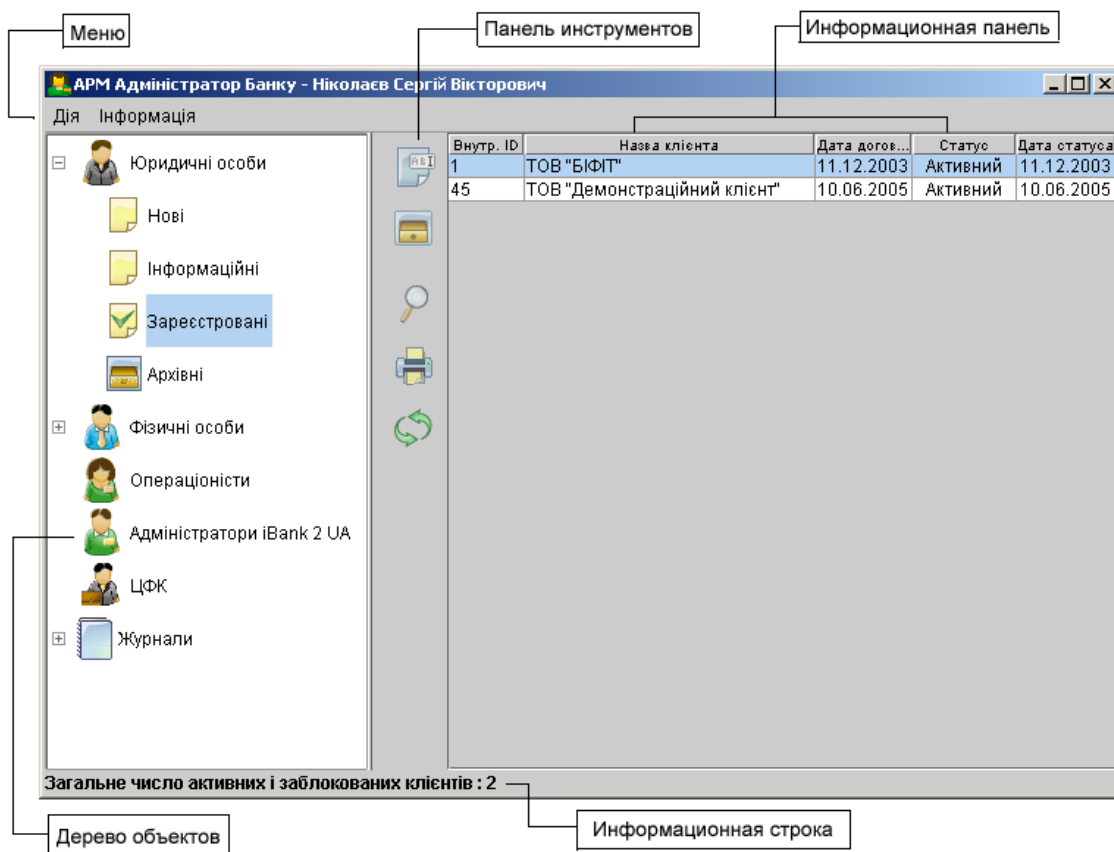 Меню
Панель инструментов
Информационная панель
АРМ Адміністратор Банку - Ніколаєв Сергій Вікторович
Дія Інформація
Юридичні особи
Нові
Інформаційні
Зареєстровані
Архівні
Фізичні особи
Операціоністи
Адміністратори iBank 2 UA
ЦФК
Журнали
ABI
Внутр. ID Назва клієнта Дата догов... Статус Дата статуса
1 ТОВ "БІФІТ" 11.12.2003 Активний 11.12.2003
45 ТОВ "Демонстраційний клієнт" 10.06.2005 Активний 10.06.2005
Загальне число активних і заблокованих клієнтів : 2
Дерево объектов
Информационная строка